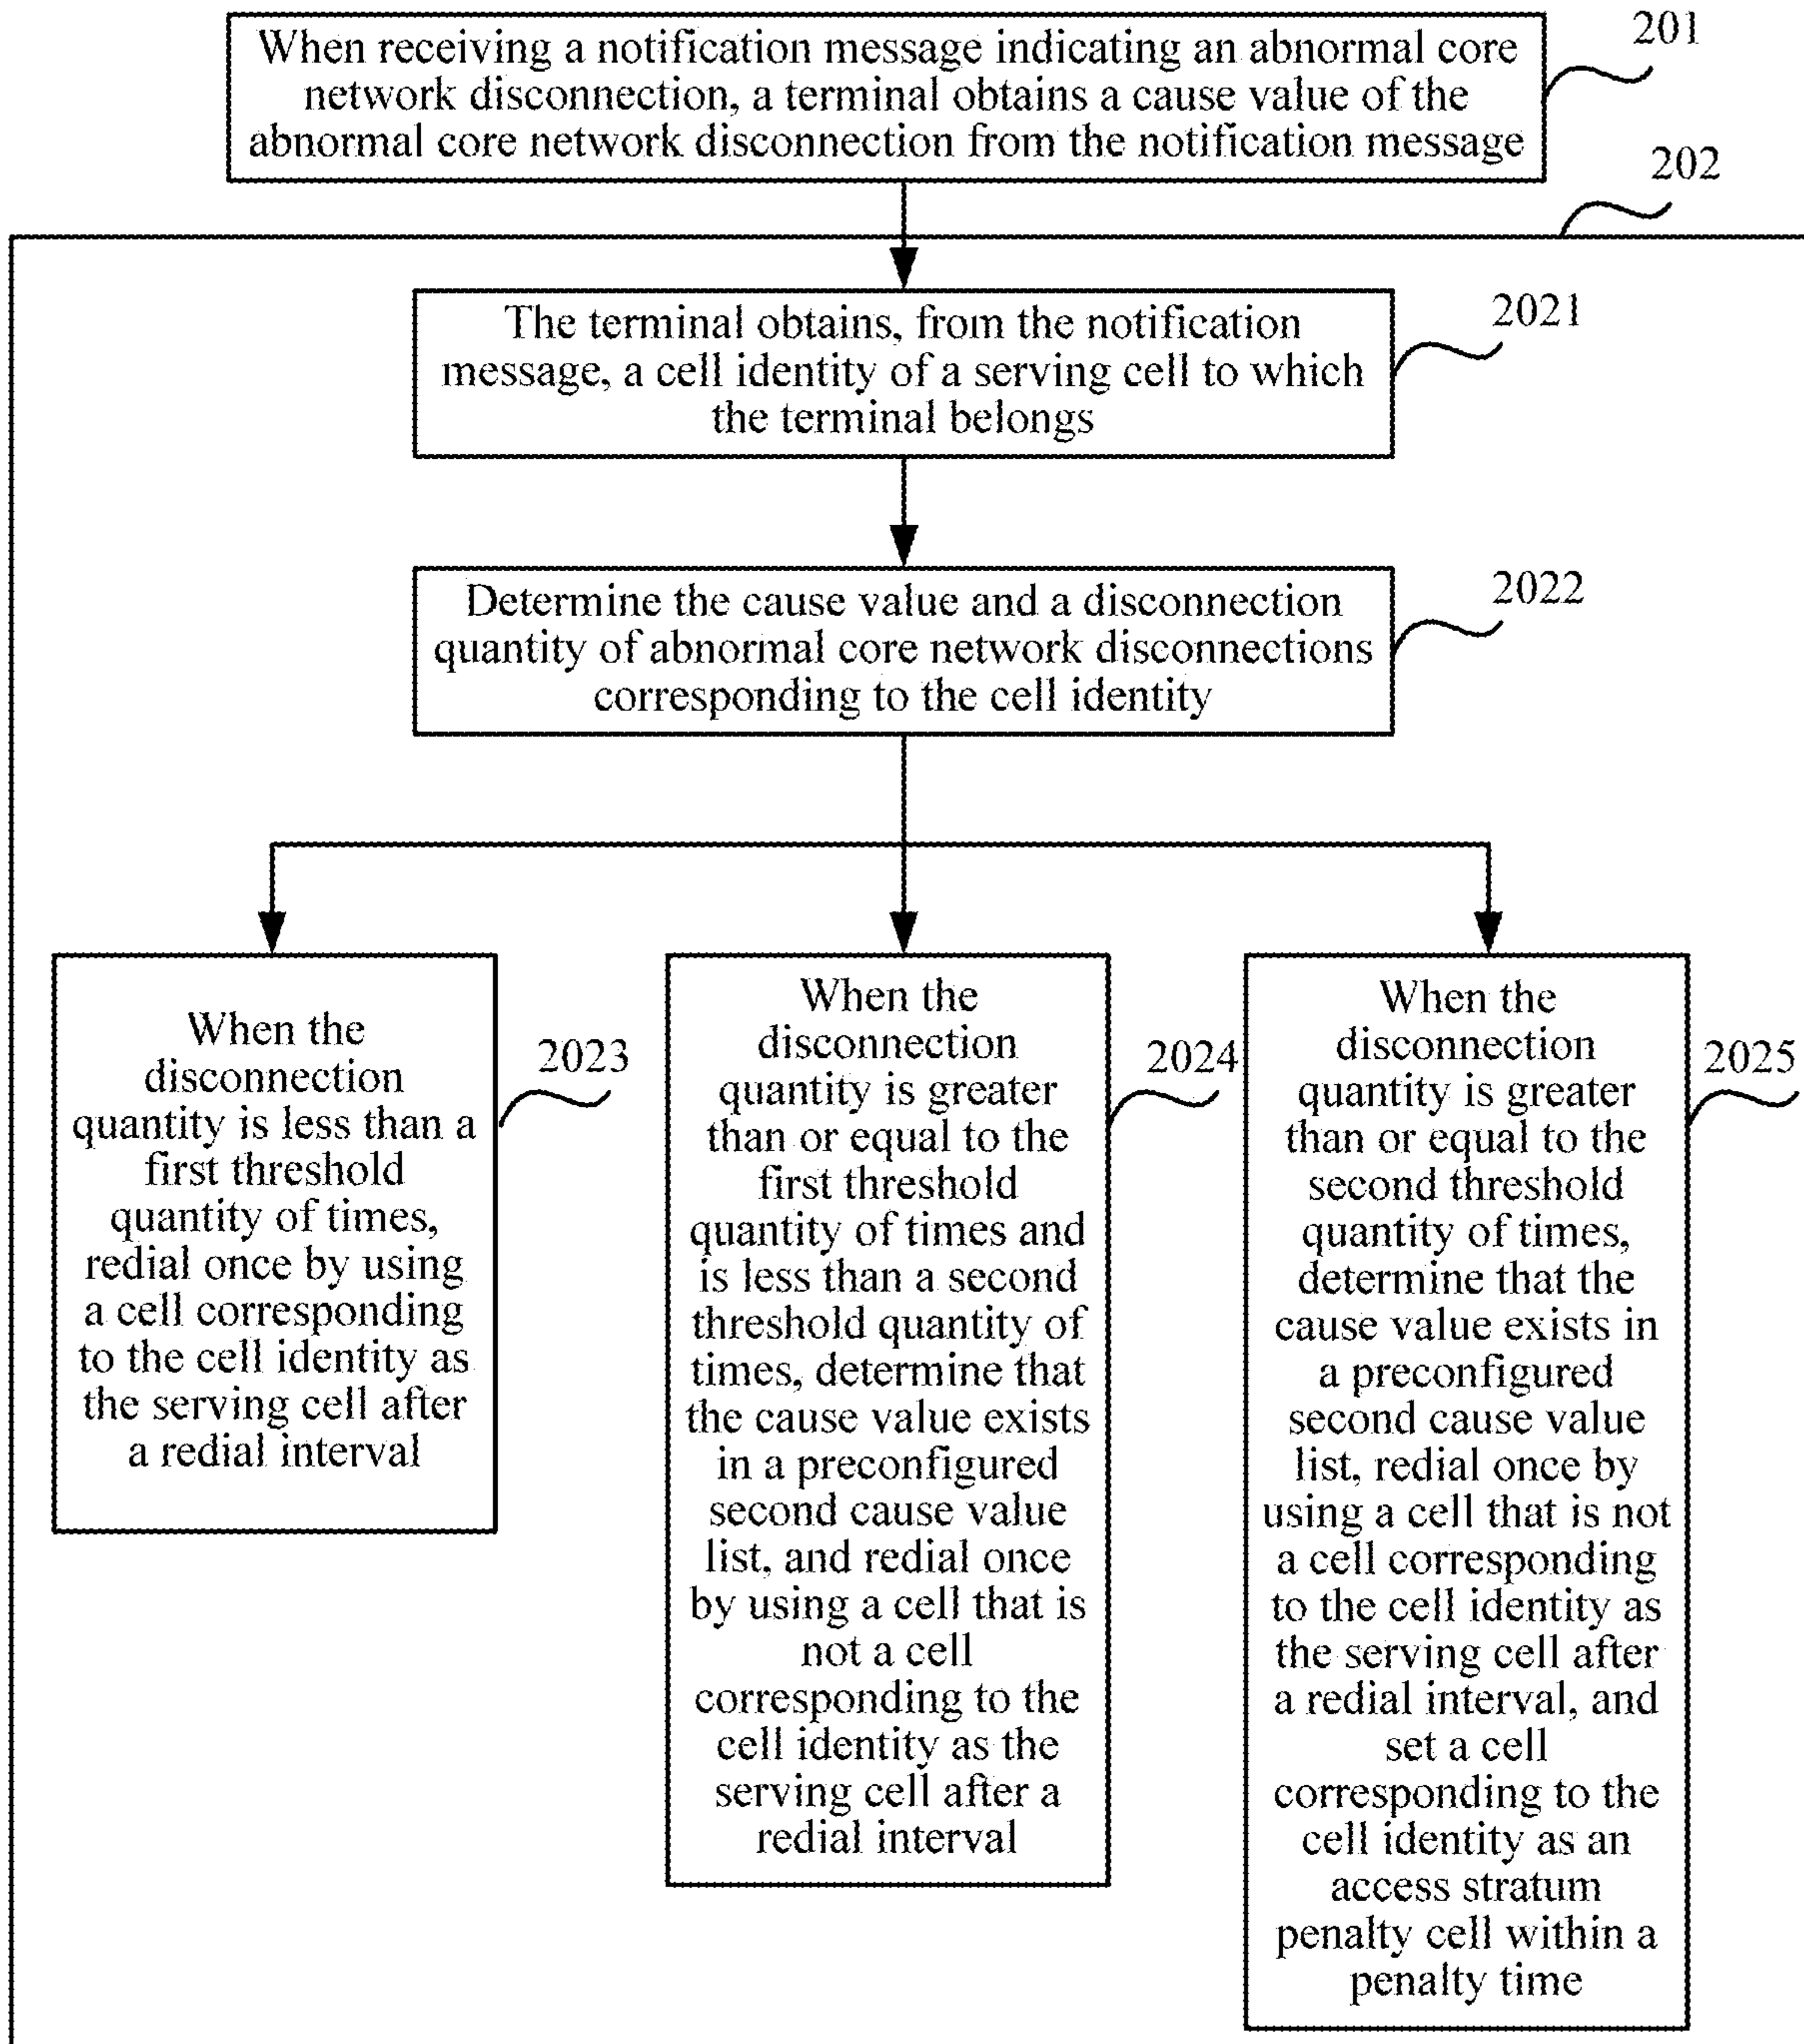 When receiving a notification message indicating an abnormal core
network disconnection, a terminal obtains a cause value of the
abnormal core network disconnection from the notification message
201
202
The terminal obtains, from the notification
message, a cell identity of a serving cell to which
the terminal belongs
2021
Determine the cause value and a disconnection
quantity of abnormal core network disconnections
corresponding to the cell identity
2022
When the
disconnection
quantity is less than a
first threshold
quantity of times,
redial once by using
a cell corresponding
to the cell identity as
the serving cell after
a redial interval
2023
When the
disconnection
quantity is greater
than or equal to the
first threshold
quantity of times and
is less than a second
threshold quantity of
times, determine that
the cause value exists
in a preconfigured
second cause value
list, and redial once
by using a cell that is
not a cell
corresponding to the
cell identity as the
serving cell after a
redial interval
2024
When the
disconnection
quantity is greater
than or equal to the
second threshold
quantity of times,
determine that the
cause value exists in
a preconfigured
second cause value
list, redial once by
using a cell that is not
a cell corresponding
to the cell identity as
the serving cell after
a redial interval, and
set a cell
corresponding to the
cell identity as an
access stratum
penalty cell within a
penalty time
2025